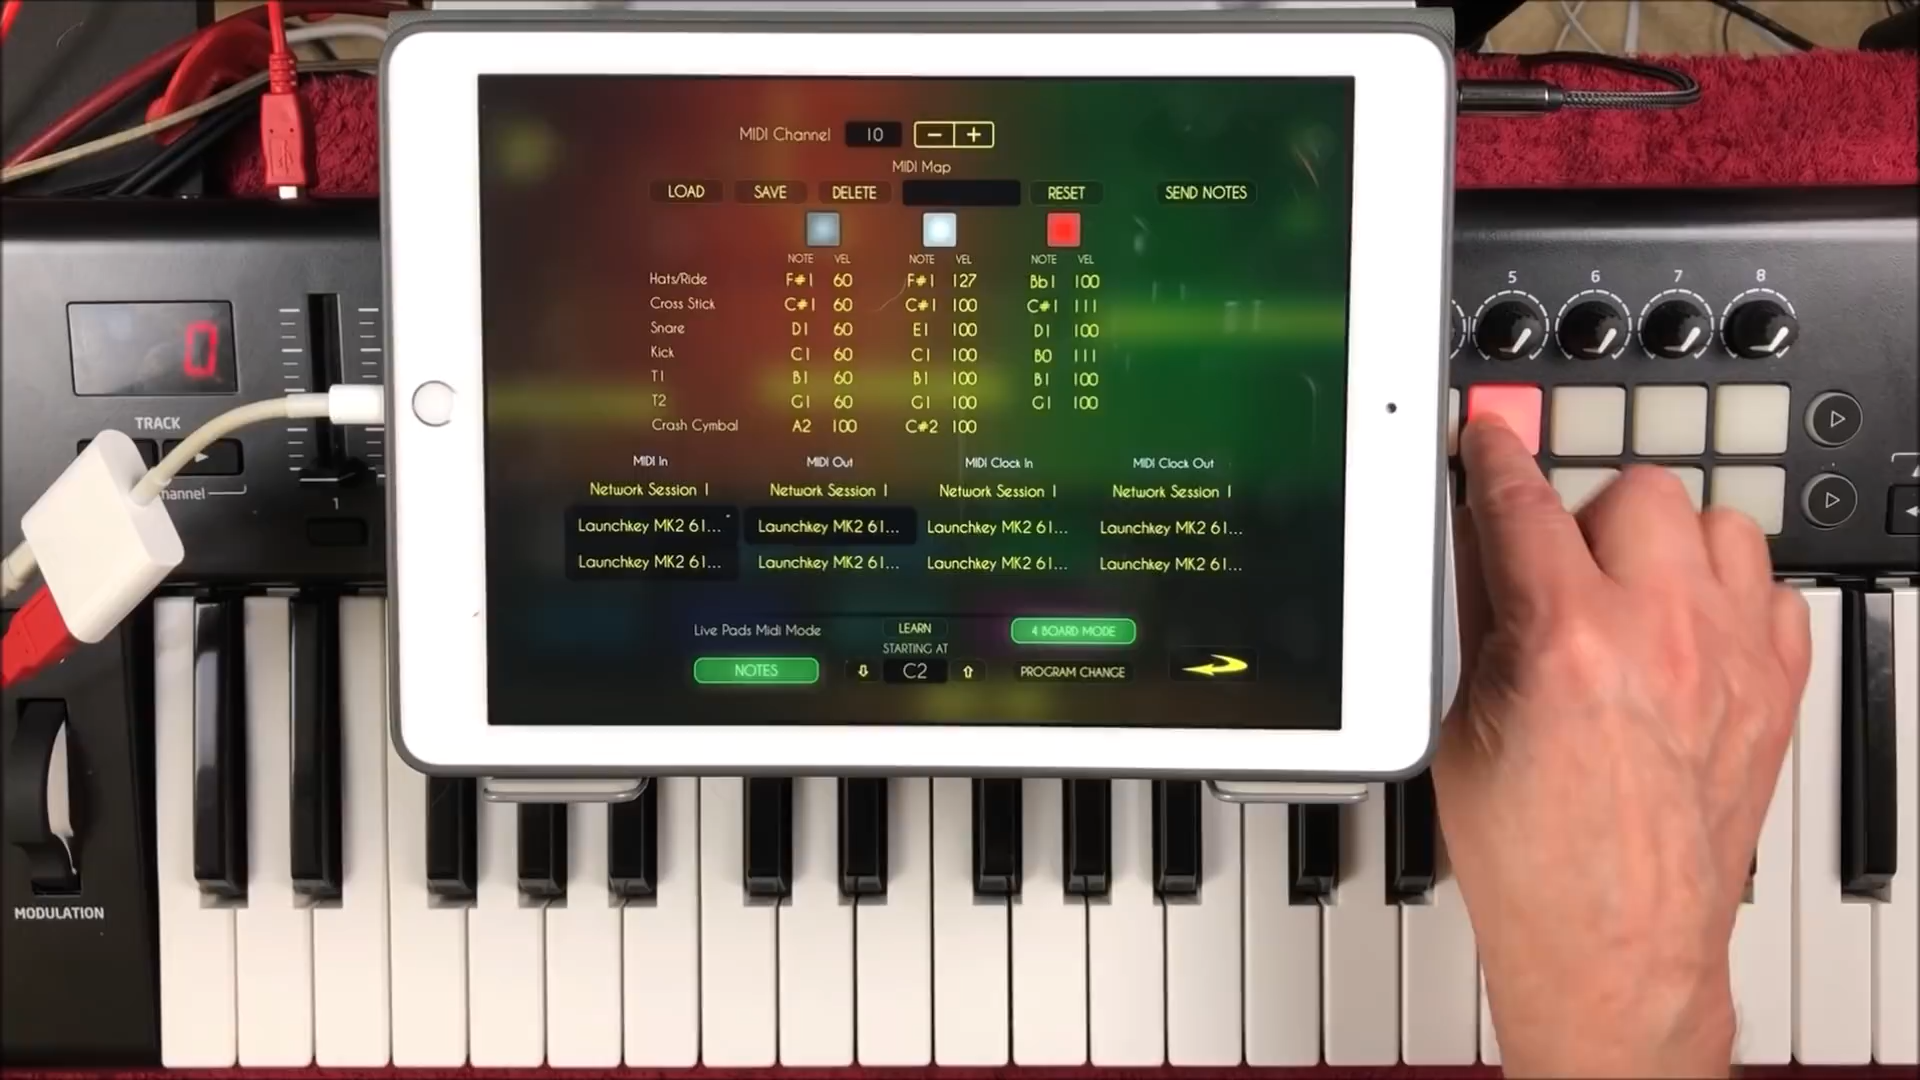 MIDI Channel 10 − +
MIDI Map
LOAD SAVE DELETE RESET SEND NOTES
NOTE VEL NOTE VEL NOTE VEL
Hats/Ride F#1 60 F#1 127 Bb1 100
Cross Stick C#1 60 C#1 100 C#1 111
Snare D1 60 E1 100 D1 100
Kick C1 60 C1 100 B0 111
T1 B1 60 B1 100 B1 100
T2 G1 60 G1 100 G1 100
Crash Cymbal A2 100 C#2 100
MIDI In MIDI Out MIDI Clock In MIDI Clock Out
Network Session 1 Network Session 1 Network Session 1 Network Session 1
Launchkey MK2 61... Launchkey MK2 61... Launchkey MK2 61... Launchkey MK2 61...
Launchkey MK2 61... Launchkey MK2 61... Launchkey MK2 61... Launchkey MK2 61...
Live Pads Midi Mode LEARN 4 BOARD MODE
STARTING AT
NOTES C2 PROGRAM CHANGE
0
TRACK
1
MODULATION
5 6 7 8